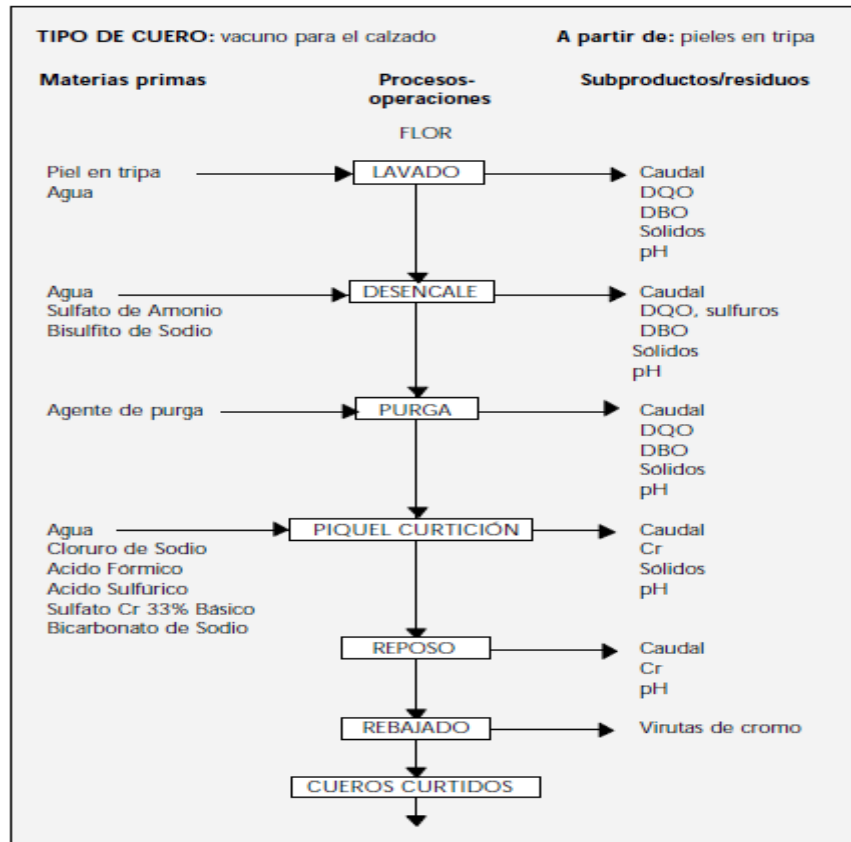 TIPO DE CUERO: vacuno para el calzado A partir de: pieles en tripa
Materias primas Procesos-operaciones Subproductos/residuos
FLOR
Piel en tripa LAVADO Caudal
Agua DQO
DBO
Sólidos
pH
Agua DESENCALE Caudal
Sulfato de Amonio DQO, sulfuros
Bisulfito de Sodio DBO
Sólidos
pH
Agente de purga PURGA Caudal
DQO
DBO
Sólidos
pH
Agua PIQUEL CURTICIÓN Caudal
Cloruro de Sodio Cr
Acido Fórmico Sólidos
Acido Sulfúrico pH
Sulfato Cr 33% Básico
Bicarbonato de Sodio
REPOSO Caudal
Cr
pH
REBAJADO Virutas de cromo
CUEROS CURTIDOS